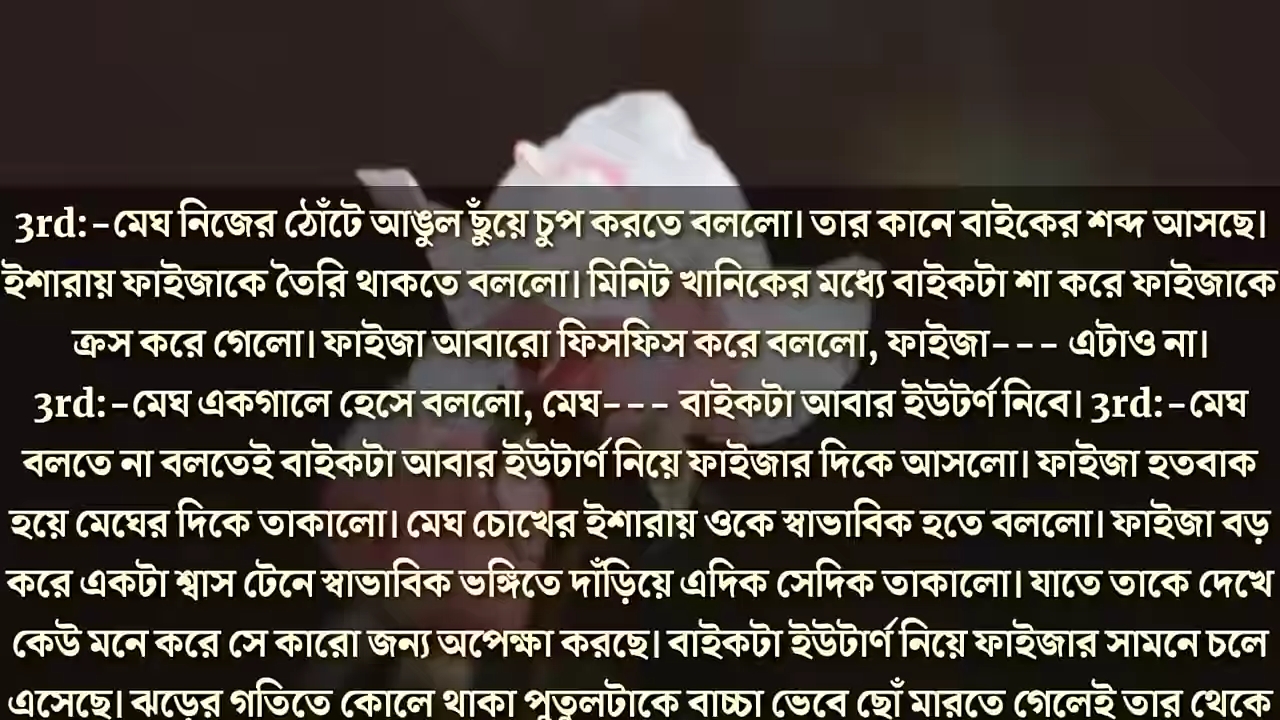 3rd:-মেঘ নিজের ঠোঁটে আঙুল ছুঁয়ে চুপ করতে বললো। তার কানে বাইকের শব্দ আসছে।
ইশারায় ফাইজাকে তৈরি থাকতে বললো। মিনিট খানিকের মধ্যে বাইকটা শা করে ফাইজাকে
ক্রস করে গেলো। ফাইজা আবারো ফিসফিস করে বললো, ফাইজা--- এটাও না।
3rd:-মেঘ একগালে হেসে বললো, মেঘ--- বাইকটা আবার ইউটর্ণ নিবে। 3rd:-মেঘ
বলতে না বলতেই বাইকটা আবার ইউটার্ণ নিয়ে ফাইজার দিকে আসলো। ফাইজা হতবাক
হয়ে মেঘের দিকে তাকালো। মেঘ চোখের ইশারায় ওকে স্বাভাবিক হতে বললো। ফাইজা বড়
করে একটা শ্বাস টেনে স্বাভাবিক ভঙ্গিতে দাঁড়িয়ে এদিক সেদিক তাকালো। যাতে তাকে দেখে
কেউ মনে করে সে কারো জন্য অপেক্ষা করছে। বাইকটা ইউটার্ণ নিয়ে ফাইজার সামনে চলে
এসেছে। ঝড়ের গতিতে কোলে থাকা পুতুলটাকে বাচ্চা ভেবে ছোঁ মারতে গেলেই তার থেকে